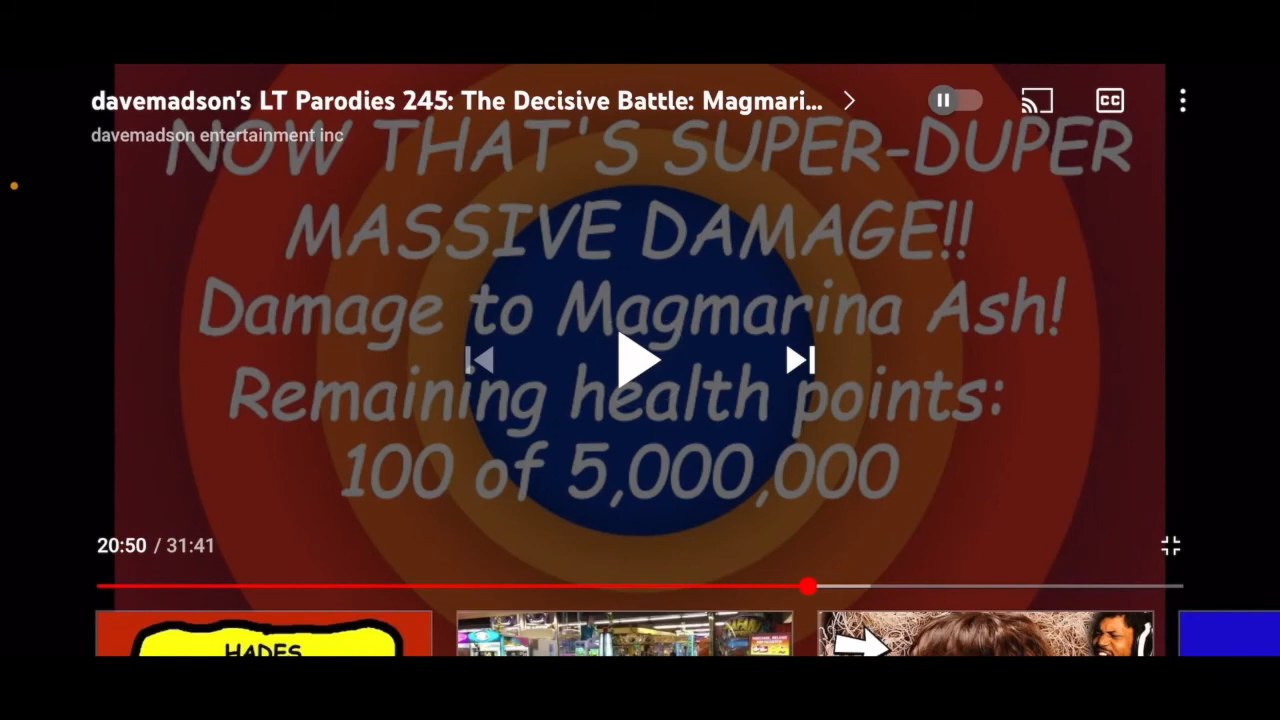 davemadson's LT Parodies 245: The Decisive Battle: Magmari...
davemadson entertainment inc
CC
NOW THAT'S SUPER-DUPER
MASSIVE DAMAGE!!
Damage to Magmarina Ash!
Remaining health points:
100 of 5,000,000
20:50 / 31:41
HADES